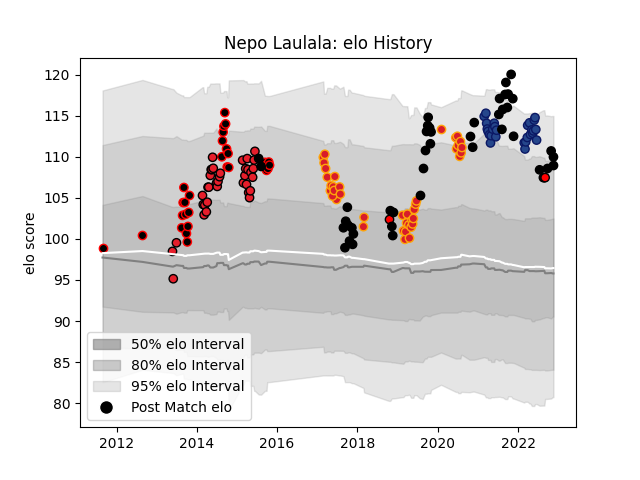 Nepo Laulala: elo History
120
115
110
105
100
95
90
85
80
elo score
50% elo Interval
80% elo Interval
95% elo Interval
Post Match elo
2012 2014 2016 2018 2020 2022